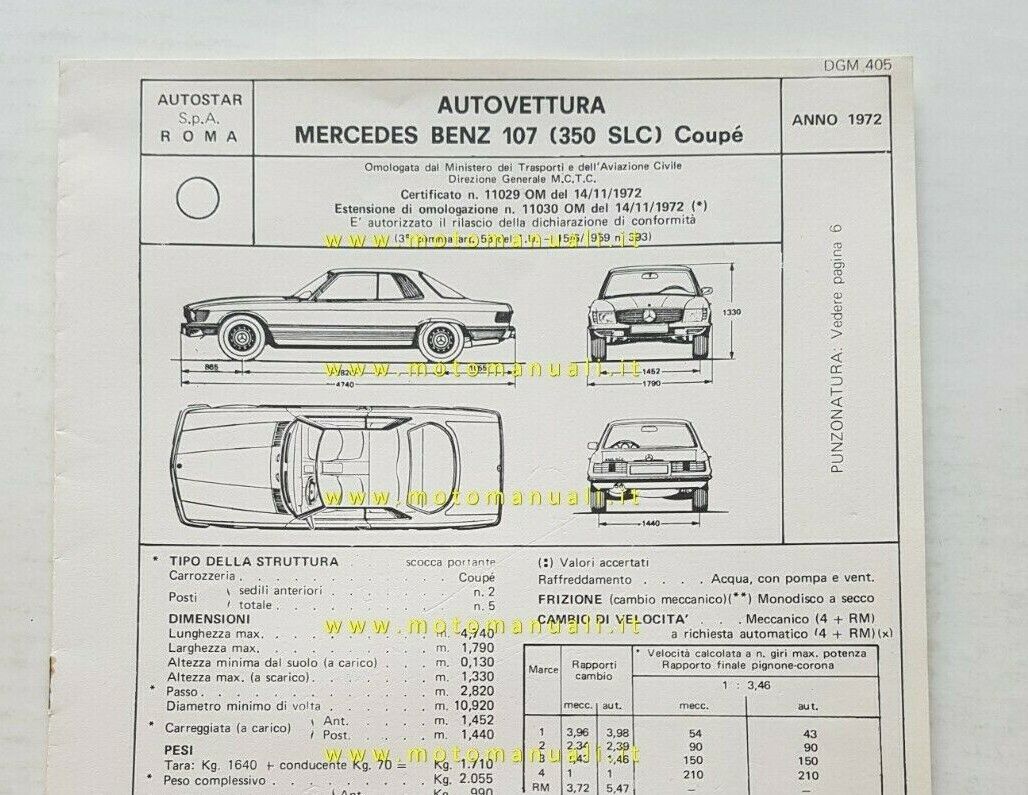 DGM 405
AUTOSTAR
S.p.A.
ROMA
AUTOVETTURA
MERCEDES BENZ 107 (350 SLC) Coupé
ANNO 1972
Omologata dal Ministero dei Trasporti e dell'Aviazione Civile
Direzione Generale M.C.T.C.
Certificato n. 11029 OM del 14/11/1972
Estensione di omologazione n. 11030 OM del 14/11/1972 (*)
E' autorizzato il rilascio della dichiarazione di conformità
www.motomanuali.it
PUNZONATURA: Vedere pagina 6
1330
865
4740
1452
1790
www.motomanuali.it
www.motomanuali.it
1440
* TIPO DELLA STRUTTURA . scocca portante
Carrozzeria . . . . . . . . . Coupé
Posti
sedili anteriori . . . . . . . n. 2
totale . . . . . . . . . n. 5
DIMENSIONI
Lunghezza max. . . . . . . . m. 4,740
Larghezza max. . . . . . . . m. 1,790
Altezza minima dal suolo (a carico) . . . m. 0,130
Altezza max. (a scarico) . . . . . m. 1,330
* Passo . . . . . . . . . . m. 2,820
Diametro minimo di volta . . . . . m. 10,920
* Carreggiata (a carico)
Ant. . . . . m. 1,452
Post. . . . . m. 1,440
PESI
Tara: Kg. 1640 + conducente Kg. 70 = Kg. 1.710
* Peso complessivo . . . . . . Kg. 2.055
Ant. Kg. 990
www.motomanuali.it
www.motomanuali.it
(:) Valori accertati
Raffreddamento . . . . Acqua, con pompa e vent.
FRIZIONE (cambio meccanico)(**) Monodisco a secco
CAMBIO DI VELOCITA' . . . Meccanico (4 + RM)
a richiesta automatico (4 + RM)(x)
Marce
Rapporti cambio
* Velocità calcolata a n. giri max. potenza
Rapporto finale pignone-corona
1 : 3,46
mecc. aut. mecc. aut.
1 3,96 3,98 54 43
2 2,34 2,39 90 90
3 1,46 150 150
4 1 1 210 210
RM 3,72 5,47 – –